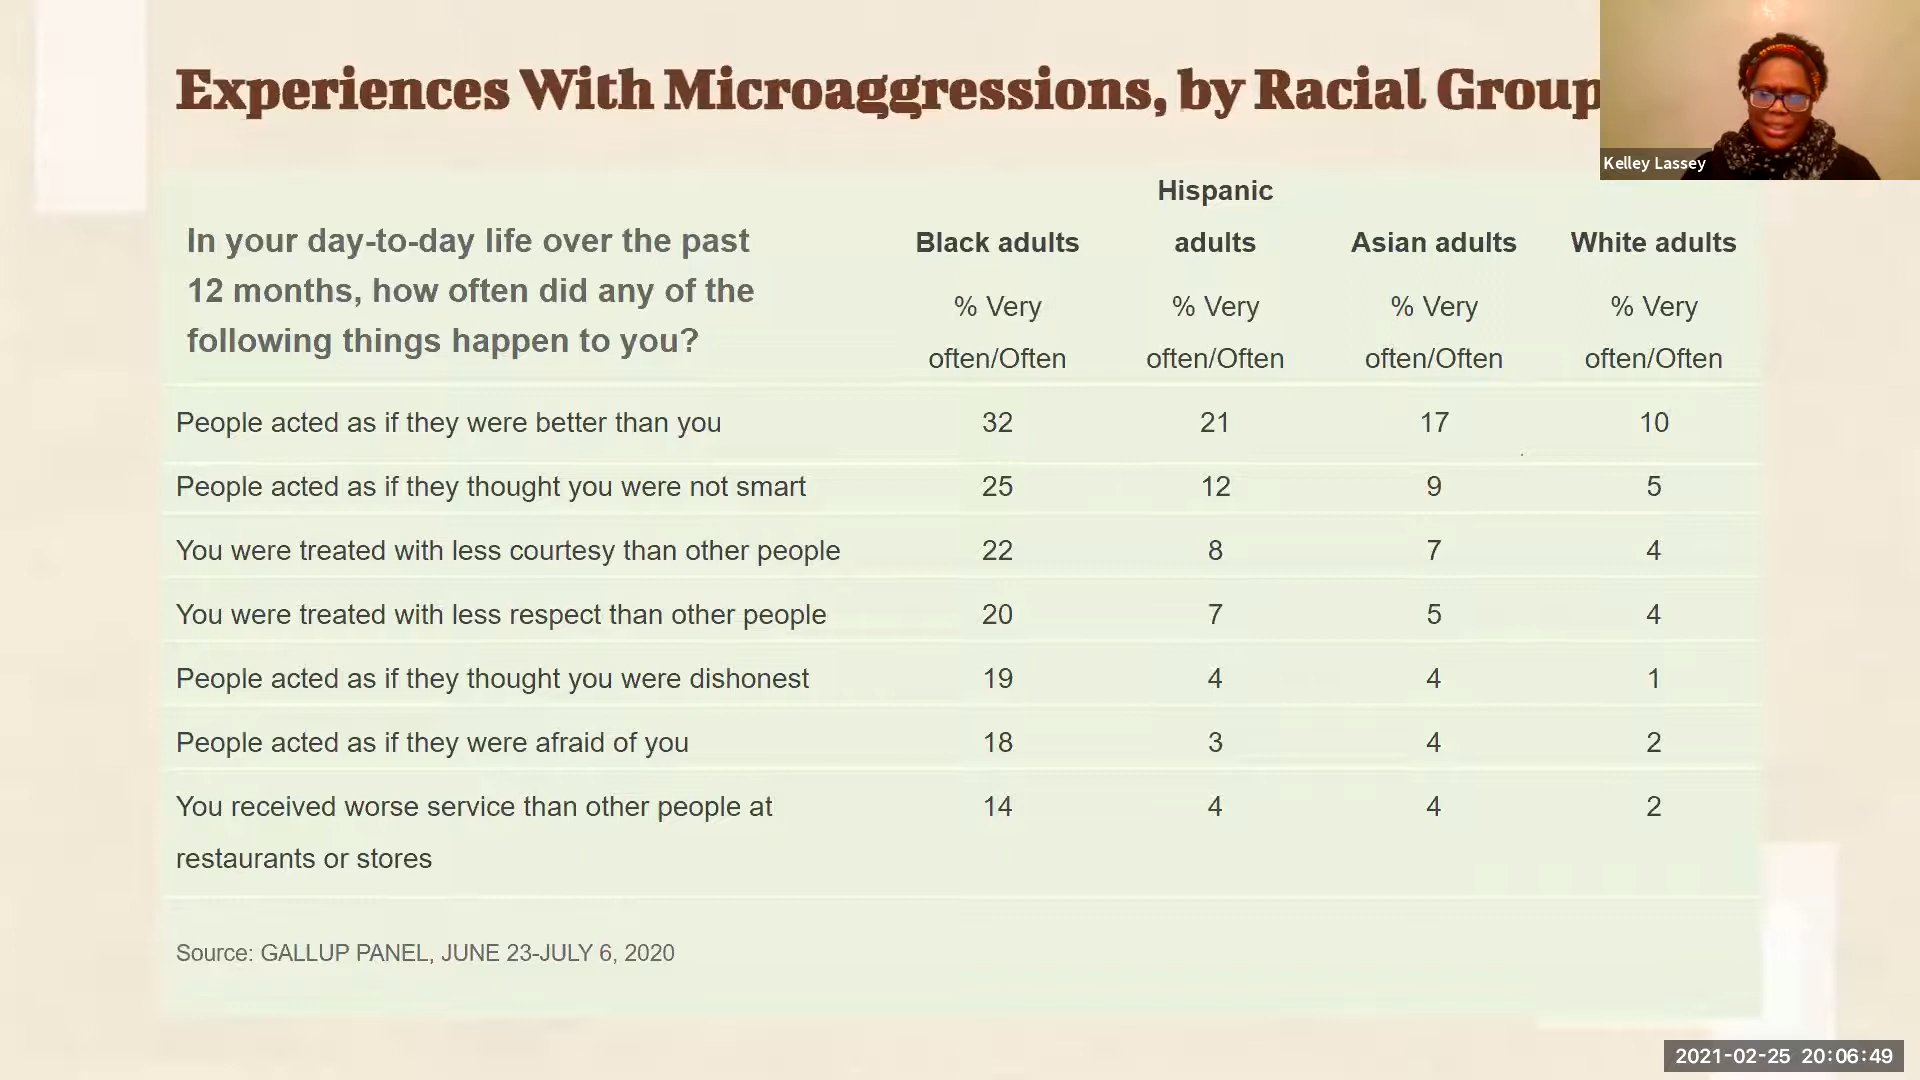 Experiences With Microaggressions, by Racial Group
Kelley Lassey
In your day-to-day life over the past
12 months, how often did any of the
following things happen to you?
Black adults
% Very
often/Often
Hispanic
adults
% Very
often/Often
Asian adults
% Very
often/Often
White adults
% Very
often/Often
People acted as if they were better than you 32 21 17 10
People acted as if they thought you were not smart 25 12 9 5
You were treated with less courtesy than other people 22 8 7 4
You were treated with less respect than other people 20 7 5 4
People acted as if they thought you were dishonest 19 4 4 1
People acted as if they were afraid of you 18 3 4 2
You received worse service than other people at 14 4 4 2
restaurants or stores
Source: GALLUP PANEL, JUNE 23-JULY 6, 2020
2021-02-25 20:06:49